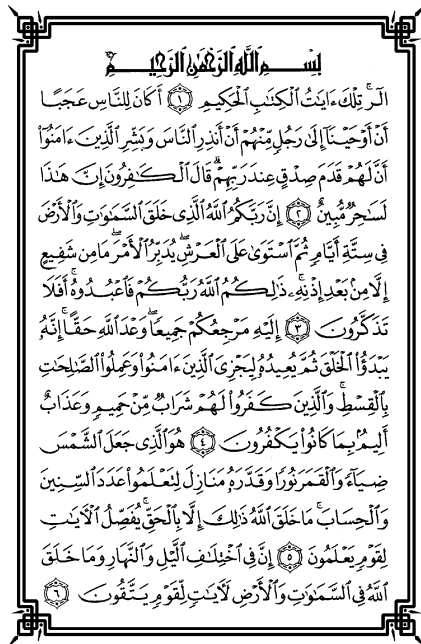 بِسْمِ ٱللَّهِ ٱلرَّحْمَٰنِ ٱلرَّحِيمِ
الٓر ۚ تِلْكَ ءَايَٰتُ ٱلْكِتَٰبِ ٱلْحَكِيمِ ١ أَكَانَ لِلنَّاسِ عَجَبًا
أَنْ أَوْحَيْنَآ إِلَىٰ رَجُلٍ مِّنْهُمْ أَنْ أَنذِرِ ٱلنَّاسَ وَبَشِّرِ ٱلَّذِينَ ءَامَنُوٓا۟
أَنَّ لَهُمْ قَدَمَ صِدْقٍ عِندَ رَبِّهِمْ ۗ قَالَ ٱلْكَٰفِرُونَ إِنَّ هَٰذَا
لَسَٰحِرٌ مُّبِينٌ ٢ إِنَّ رَبَّكُمُ ٱللَّهُ ٱلَّذِى خَلَقَ ٱلسَّمَٰوَٰتِ وَٱلْأَرْضَ
فِى سِتَّةِ أَيَّامٍ ثُمَّ ٱسْتَوَىٰ عَلَى ٱلْعَرْشِ ۖ يُدَبِّرُ ٱلْأَمْرَ ۖ مَا مِن شَفِيعٍ
إِلَّا مِنۢ بَعْدِ إِذْنِهِۦ ۚ ذَٰلِكُمُ ٱللَّهُ رَبُّكُمْ فَٱعْبُدُوهُ ۚ أَفَلَا
تَذَكَّرُونَ ٣ إِلَيْهِ مَرْجِعُكُمْ جَمِيعًا ۖ وَعْدَ ٱللَّهِ حَقًّا ۚ إِنَّهُۥ
يَبْدَؤُا۟ ٱلْخَلْقَ ثُمَّ يُعِيدُهُۥ لِيَجْزِىَ ٱلَّذِينَ ءَامَنُوا۟ وَعَمِلُوا۟ ٱلصَّٰلِحَٰتِ
بِٱلْقِسْطِ ۚ وَٱلَّذِينَ كَفَرُوا۟ لَهُمْ شَرَابٌ مِّنْ حَمِيمٍ وَعَذَابٌ
أَلِيمٌۢ بِمَا كَانُوا۟ يَكْفُرُونَ ٤ هُوَ ٱلَّذِى جَعَلَ ٱلشَّمْسَ
ضِيَآءً وَٱلْقَمَرَ نُورًا وَقَدَّرَهُۥ مَنَازِلَ لِتَعْلَمُوا۟ عَدَدَ ٱلسِّنِينَ
وَٱلْحِسَابَ ۚ مَا خَلَقَ ٱللَّهُ ذَٰلِكَ إِلَّا بِٱلْحَقِّ ۚ يُفَصِّلُ ٱلْءَايَٰتِ
لِقَوْمٍ يَعْلَمُونَ ٥ إِنَّ فِى ٱخْتِلَٰفِ ٱلَّيْلِ وَٱلنَّهَارِ وَمَا خَلَقَ
ٱللَّهُ فِى ٱلسَّمَٰوَٰتِ وَٱلْأَرْضِ لَءَايَٰتٍ لِّقَوْمٍ يَتَّقُونَ ٦